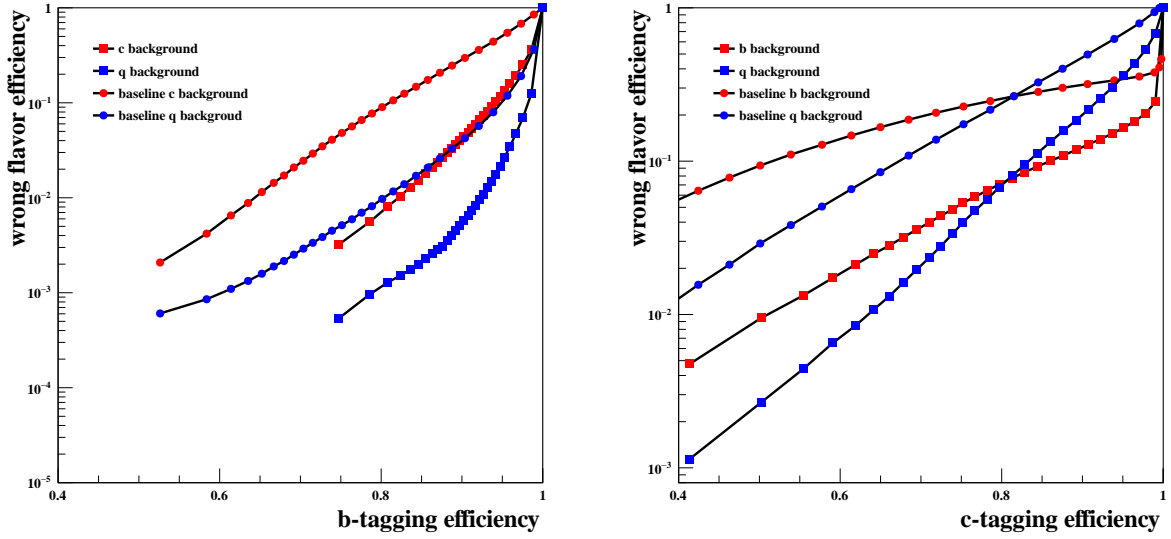 wrong flavor efficiency
1
10⁻¹
10⁻²
10⁻³
10⁻⁴
10⁻⁵
c background
q background
baseline c background
baseline q backgroud
0.4
0.6
0.8
1
b-tagging efficiency
wrong flavor efficiency
1
10⁻¹
10⁻²
10⁻³
b background
q background
baseline b background
baseline q backgroud
0.4
0.6
0.8
1
c-tagging efficiency